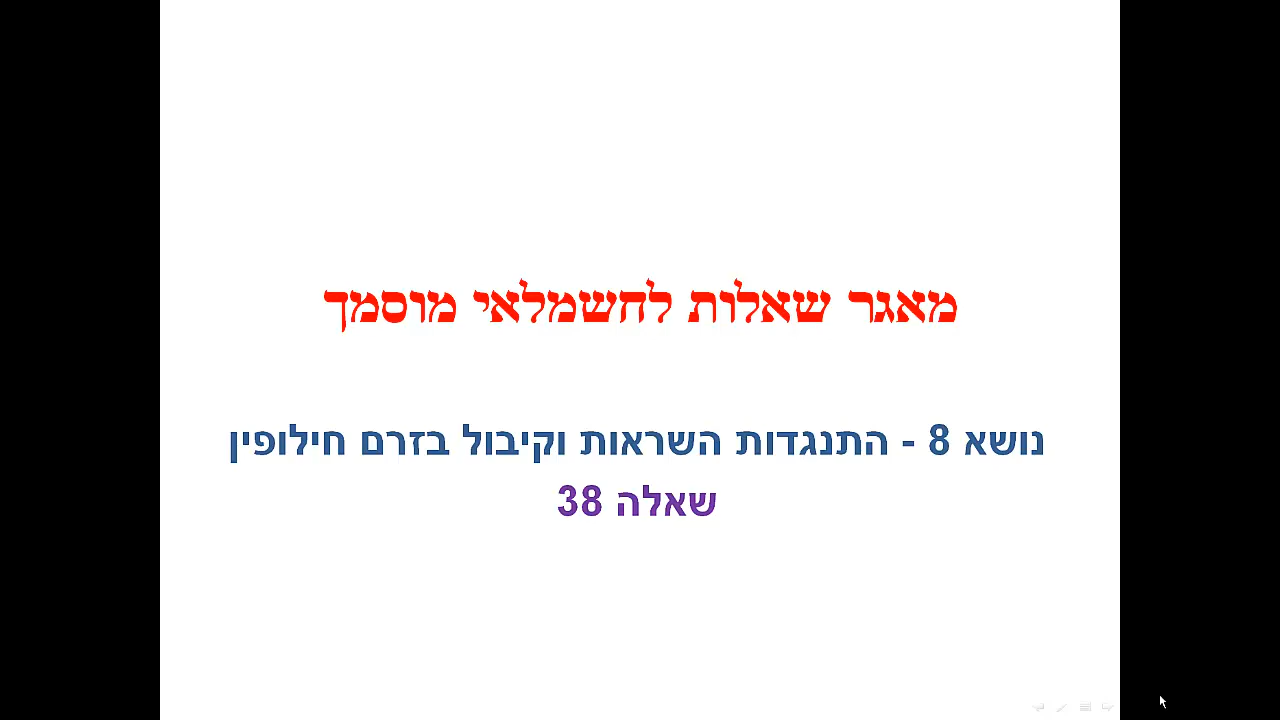 מאגר שאלות לחשמלאי מוסמך
נושא 8 - התנגדות השראות וקיבול בזרם חילופין
שאלה 38